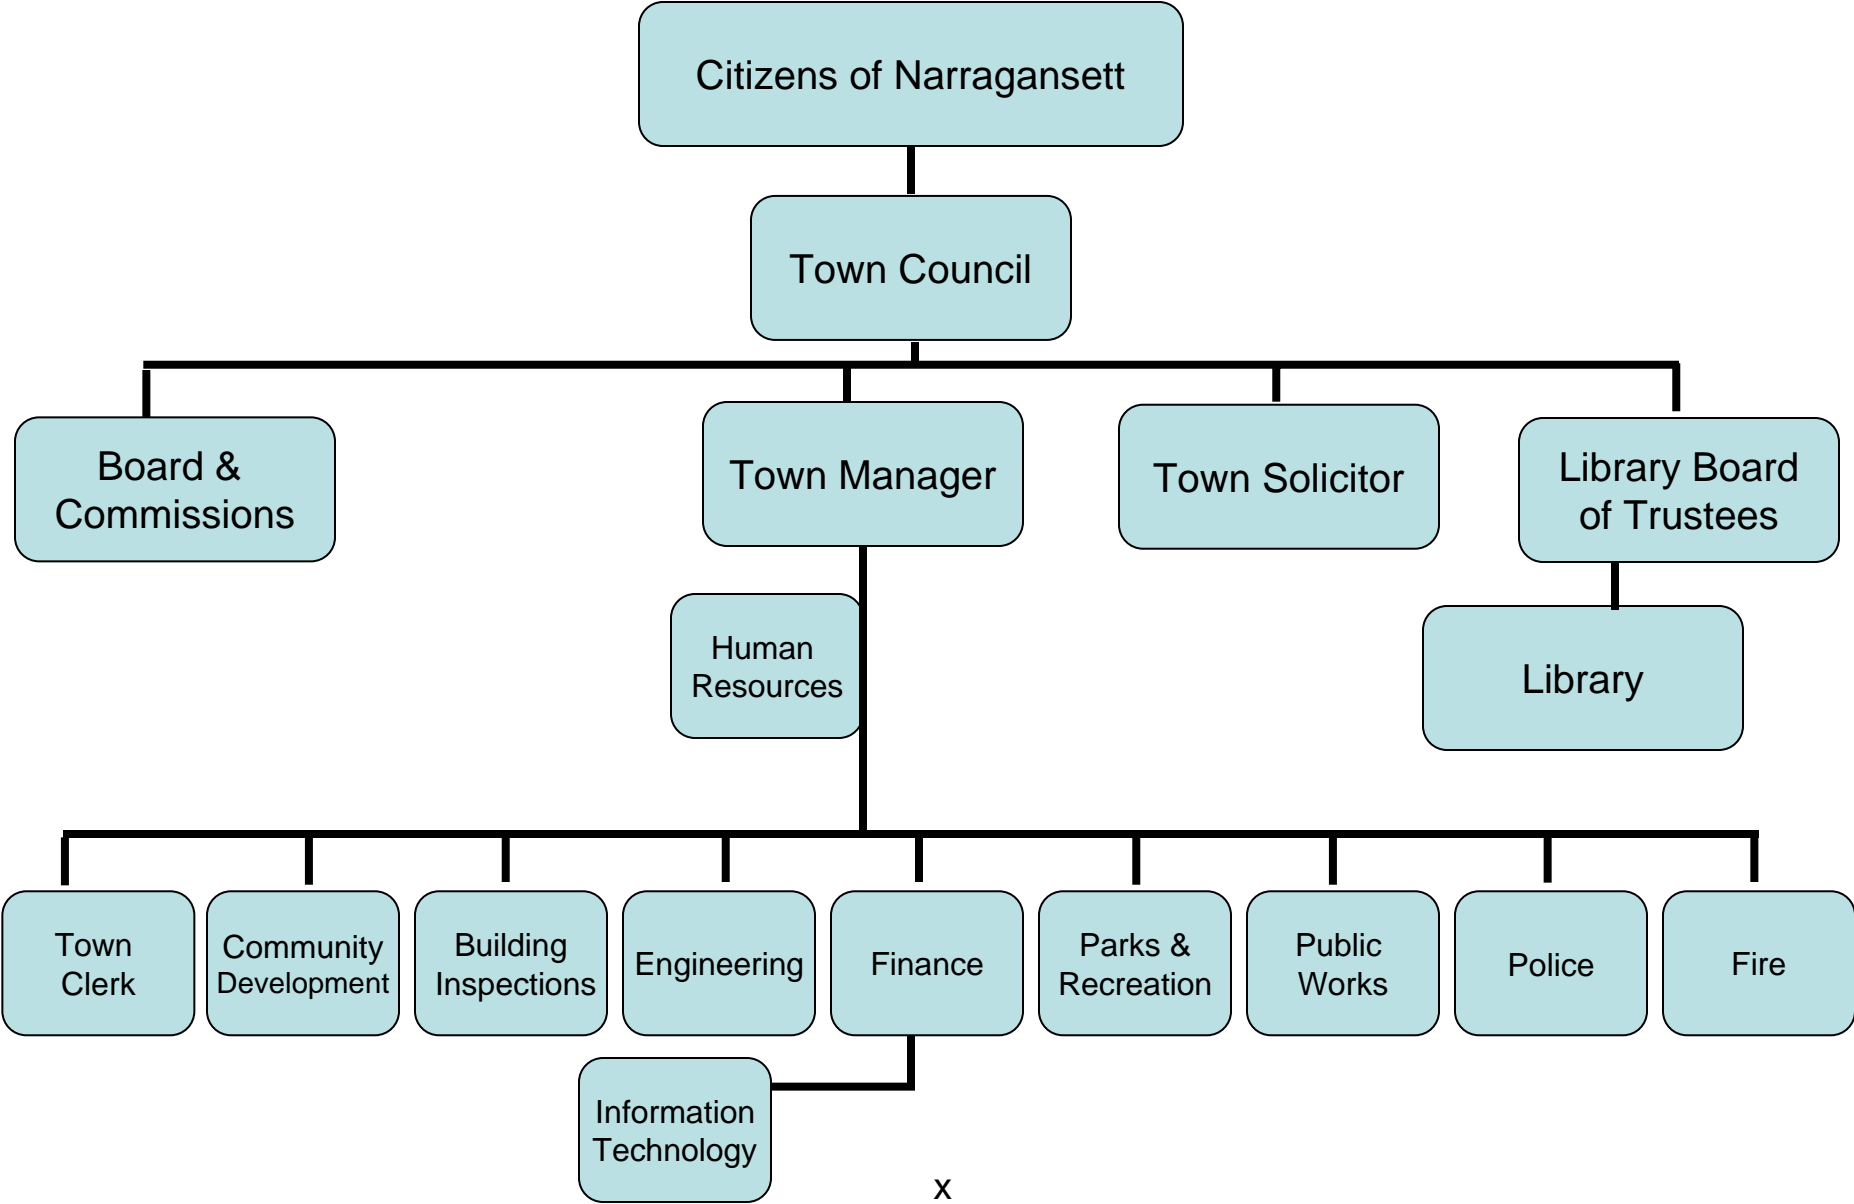 Citizens of Narragansett
Town Council
Board &
Commissions
Town Manager
Town Solicitor
Library Board
of Trustees
Human
Resources
Library
Town
Clerk
Community
Development
Building
Inspections
Engineering
Finance
Parks &
Recreation
Public
Works
Police
Fire
Information
Technology
x